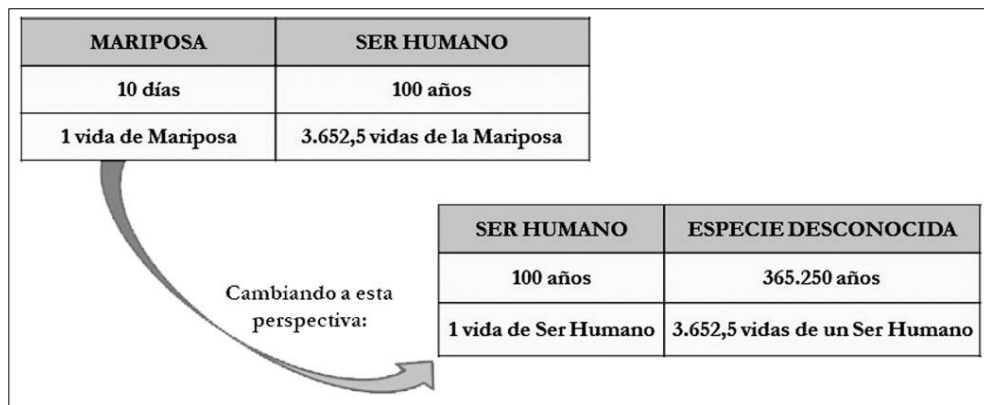 MARIPOSA SER HUMANO
10 días 100 años
1 vida de Mariposa 3.652,5 vidas de la Mariposa
Cambiando a esta
perspectiva:
SER HUMANO ESPECIE DESCONOCIDA
100 años 365.250 años
1 vida de Ser Humano 3.652,5 vidas de un Ser Humano